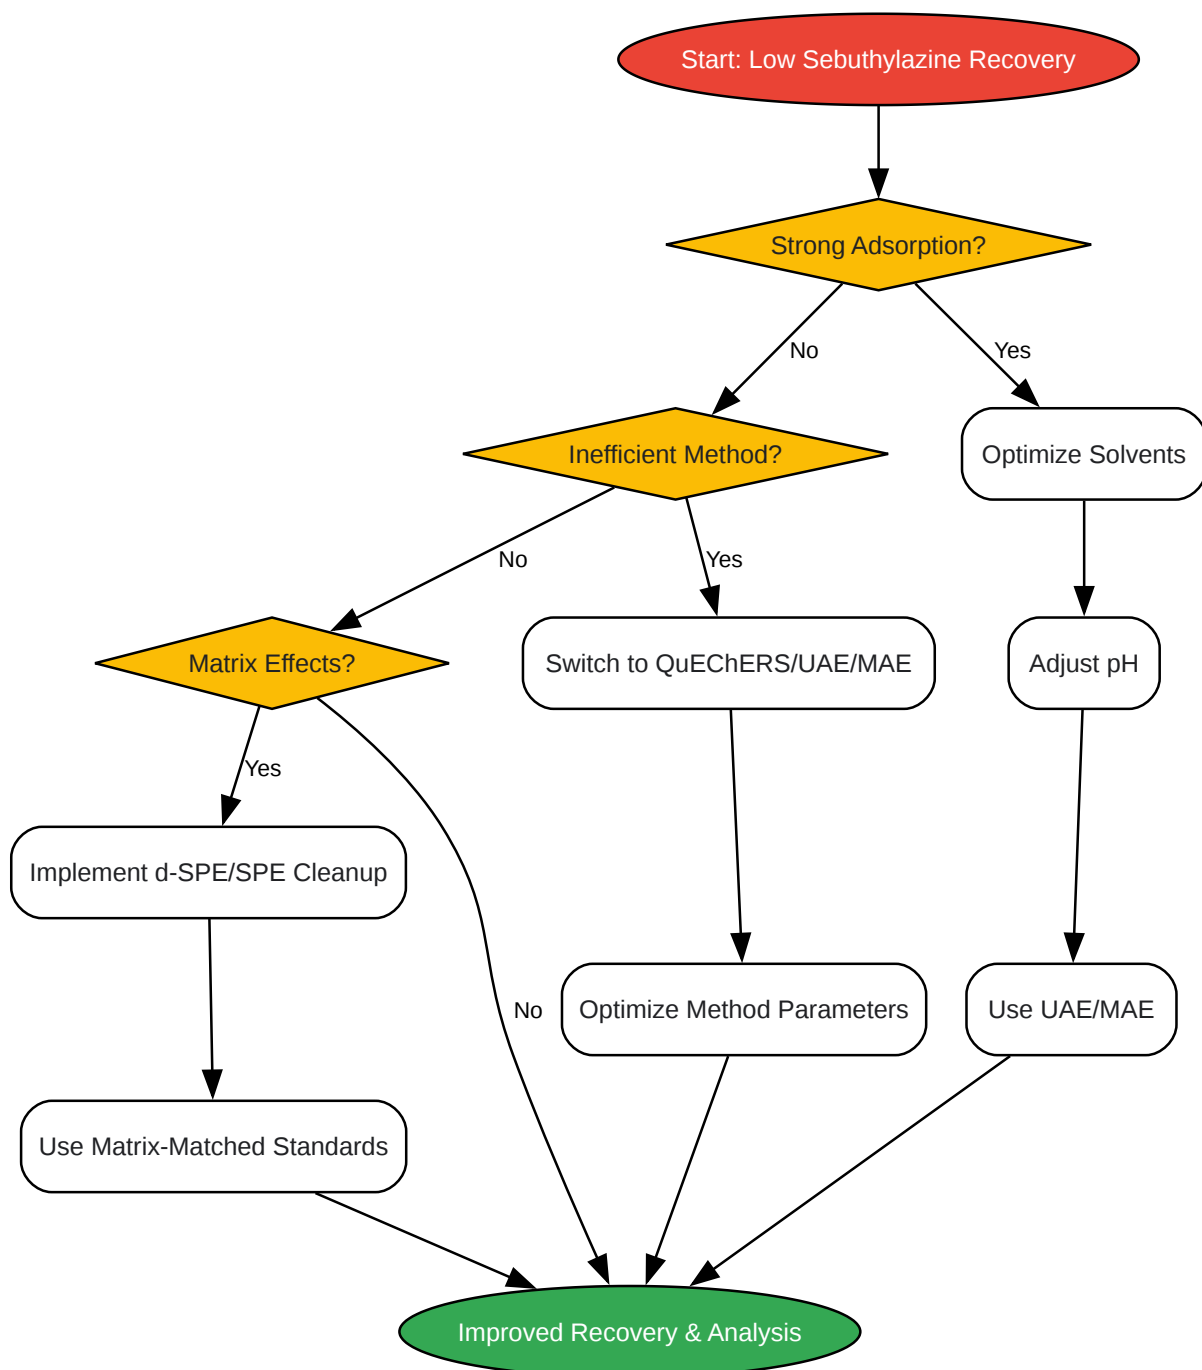 Start: Low Sebuthylazine Recovery
Strong Adsorption?
No
Yes
Inefficient Method?
Optimize Solvents
No
Yes
Matrix Effects?
Switch to QuEChERS/UAE/MAE
Adjust pH
Yes
Implement d-SPE/SPE Cleanup
No
Optimize Method Parameters
Use UAE/MAE
Use Matrix-Matched Standards
Improved Recovery & Analysis